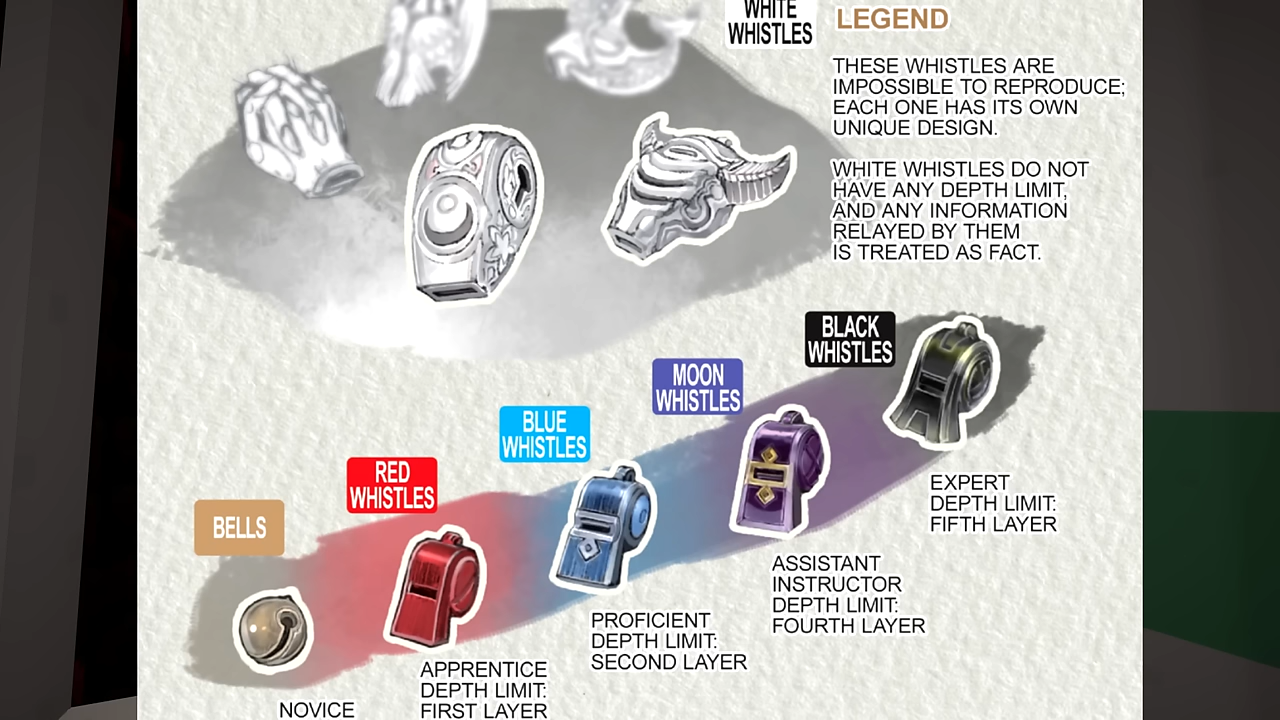 WHITE
WHISTLES
LEGEND
THESE WHISTLES ARE
IMPOSSIBLE TO REPRODUCE;
EACH ONE HAS ITS OWN
UNIQUE DESIGN.
WHITE WHISTLES DO NOT
HAVE ANY DEPTH LIMIT,
AND ANY INFORMATION
RELAYED BY THEM
IS TREATED AS FACT.
BLACK
WHISTLES
EXPERT
DEPTH LIMIT:
FIFTH LAYER
MOON
WHISTLES
ASSISTANT
INSTRUCTOR
DEPTH LIMIT:
FOURTH LAYER
BLUE
WHISTLES
PROFICIENT
DEPTH LIMIT:
SECOND LAYER
RED
WHISTLES
APPRENTICE
DEPTH LIMIT:
FIRST LAYER
BELLS
NOVICE